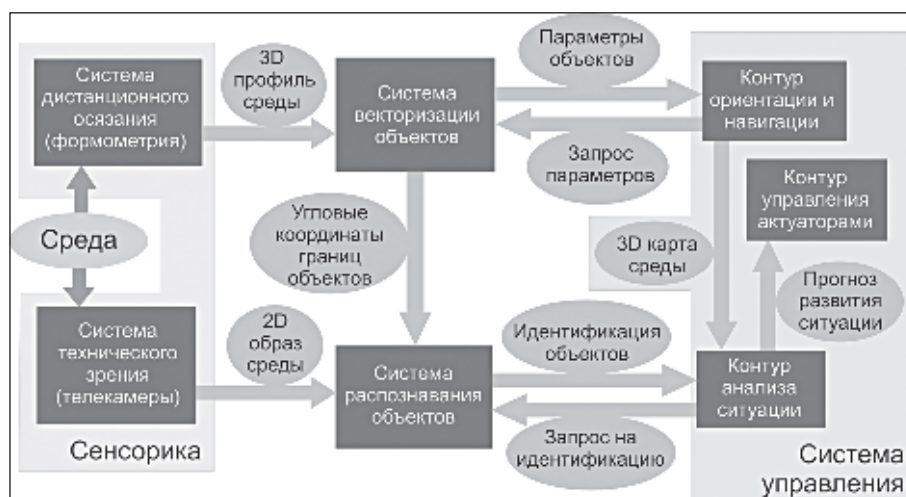 Система
дистанционного
осязания
(формометрия)
3D
профиль
среды
Система
векторизации
объектов
Параметры
объектов
Запрос
параметров
Контур
ориентации и
навигации
Контур
управления
актуаторами
Среда
Угловые
координаты
границ
объектов
3D карта
среды
Прогноз
развития
ситуации
Система
технического
зрения
(телекамеры)
2D
образ
среды
Система
распознавания
объектов
Идентификация
объектов
Запрос на
идентификацию
Контур
анализа
ситуации
Сенсорика
Система
управления